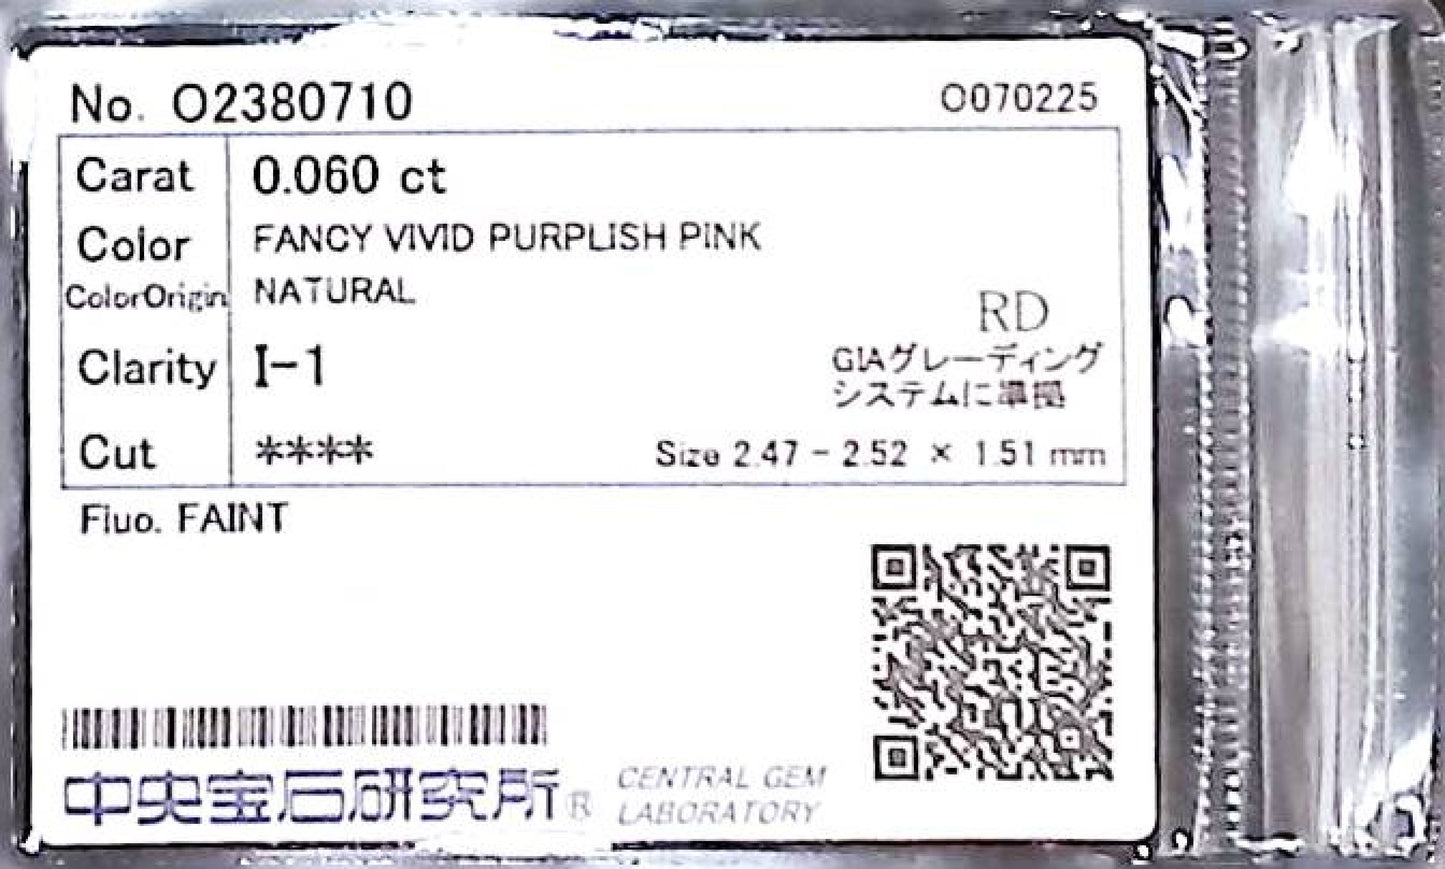 No. O2380710
O070225
Carat 0.060 ct
Color FANCY VIVID PURPLISH PINK
ColorOrigin NATURAL
RD
Clarity I-1
GIAグレーディング
システムに準拠
Cut ****
Size 2.47 - 2.52 × 1.51 mm
Fluo. FAINT
中央宝石研究所®
CENTRAL GEM
LABORATORY